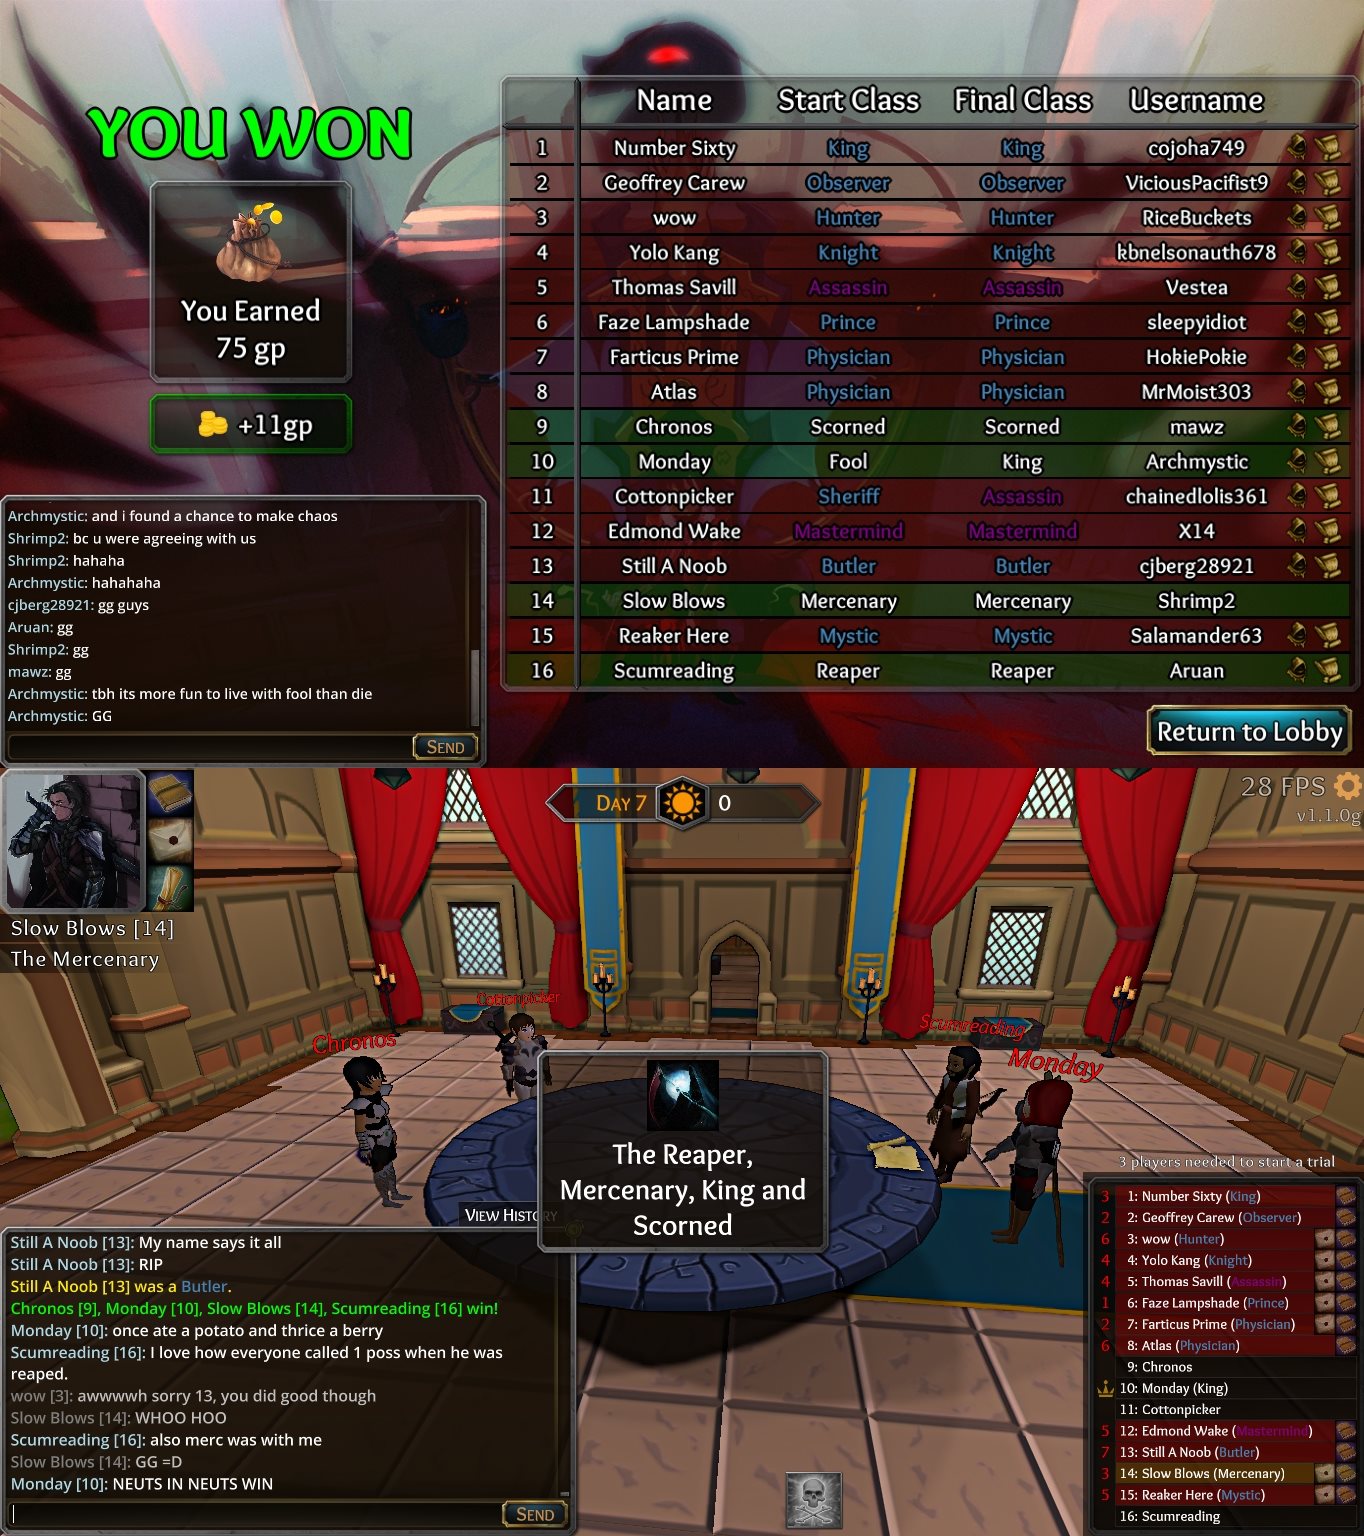 YOU WON
You Earned
75 gp
+11gp
Name Start Class Final Class Username
1 Number Sixty King King cojoha749
2 Geoffrey Carew Observer Observer ViciousPacifist9
3 wow Hunter Hunter RiceBuckets
4 Yolo Kang Knight Knight kbnelsonauth678
5 Thomas Savill Assassin Assassin Vestea
6 Faze Lampshade Prince Prince sleepyidiot
7 Farticus Prime Physician Physician HokiePokie
8 Atlas Physician Physician MrMoist303
9 Chronos Scorned Scorned mawz
10 Monday Fool King Archmystic
11 Cottonpicker Sheriff Assassin chainedlolis361
12 Edmond Wake Mastermind Mastermind X14
13 Still A Noob Butler Butler cjberg28921
14 Slow Blows Mercenary Mercenary Shrimp2
15 Reaker Here Mystic Mystic Salamander63
16 Scumreading Reaper Reaper Aruan
Archmystic: and i found a chance to make chaos
Shrimp2: bc u were agreeing with us
Shrimp2: hahaha
Archmystic: hahahaha
cjberg28921: gg guys
Aruan: gg
Shrimp2: gg
mawz: gg
Archmystic: tbh its more fun to live with fool than die
Archmystic: GG
SEND
Return to Lobby
DAY 7 0
28 FPS
v1.1.0g
Slow Blows [14]
The Mercenary
Cottonpicker
Chronos
Scumreading
Monday
The Reaper,
Mercenary, King and
Scorned
VIEW HISTORY
Still A Noob [13]: My name says it all
Still A Noob [13]: RIP
Still A Noob [13] was a Butler.
Chronos [9], Monday [10], Slow Blows [14], Scumreading [16] win!
Monday [10]: once ate a potato and thrice a berry
Scumreading [16]: I love how everyone called 1 poss when he was
reaped.
wow [3]: awwwwh sorry 13, you did good though
Slow Blows [14]: WHOO HOO
Scumreading [16]: also merc was with me
Slow Blows [14]: GG =D
Monday [10]: NEUTS IN NEUTS WIN
SEND
3 players needed to start a trial
3 1: Number Sixty (King)
2 2: Geoffrey Carew (Observer)
6 3: wow (Hunter)
4 4: Yolo Kang (Knight)
4 5: Thomas Savill (Assassin)
1 6: Faze Lampshade (Prince)
2 7: Farticus Prime (Physician)
6 8: Atlas (Physician)
9: Chronos
10: Monday (King)
11: Cottonpicker
5 12: Edmond Wake (Mastermind)
7 13: Still A Noob (Butler)
3 14: Slow Blows (Mercenary)
5 15: Reaker Here (Mystic)
16: Scumreading